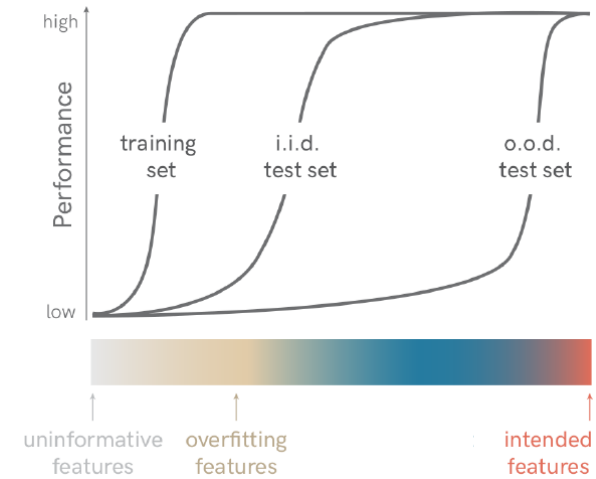 high
Performance
low
training
set
i.i.d.
test set
o.o.d.
test set
uninformative
features
overfitting
features
intended
features